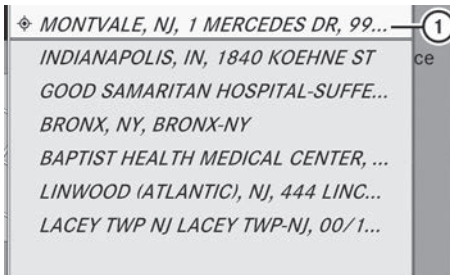 MONTVALE, NJ, 1 MERCEDES DR, 99...
1
INDIANAPOLIS, IN, 1840 KOEHNE ST
ce
GOOD SAMARITAN HOSPITAL-SUFFE...
BRONX, NY, BRONX-NY
BAPTIST HEALTH MEDICAL CENTER, ...
LINWOOD (ATLANTIC), NJ, 444 LINC...
LACEY TWP NJ LACEY TWP-NJ, 00/1...